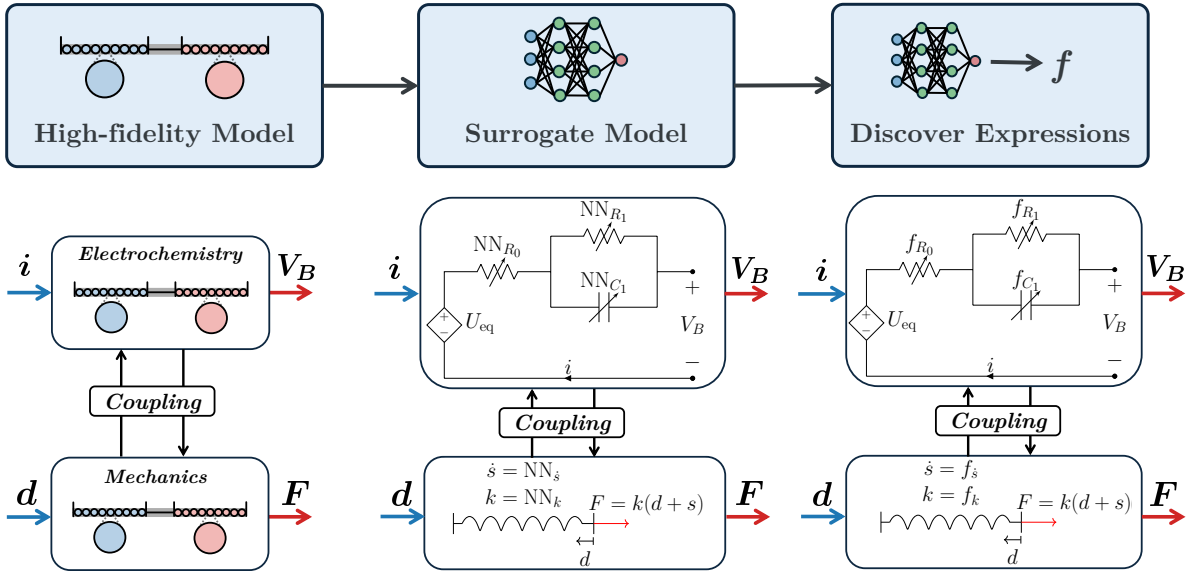 f
High-fidelity Model
Surrogate Model
Discover Expressions
Electrochemistry
i
V_B
Coupling
Mechanics
d
F
NN_{R_1}
NN_{R_0}
i
NN_{C_1}
V_B
+
+
−
U_eq
V_B
−
i
Coupling
ṡ = NN_ṡ
d
k = NN_k
F
F = k(d + s)
d
f_{R_1}
f_{R_0}
i
f_{C_1}
V_B
+
+
−
U_eq
V_B
−
i
Coupling
ṡ = f_ṡ
d
k = f_k
F
F = k(d + s)
d